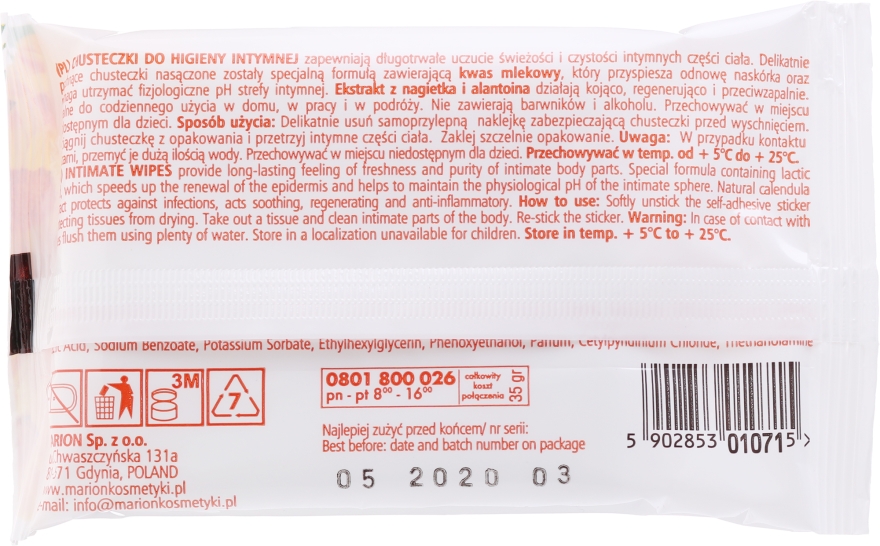 (PL) CHUSTECZKI DO HIGIENY INTYMNEJ zapewniają długotrwałe uczucie świeżości i czystości intymnych części ciała. Delikatnie
chusteczki nasączone zostały specjalną formułą zawierającą kwas mlekowy, który przyspiesza odnowę naskórka oraz
utrzymać fizjologiczne pH strefy intymnej. Ekstrakt z nagietka i alantoina działają kojąco, regenerująco i przeciwzapalnie.
do codziennego użycia w domu, w pracy i w podróży. Nie zawierają barwników i alkoholu. Przechowywać w miejscu
dla dzieci. Sposób użycia: Delikatnie usuń samoprzylepną naklejkę zabezpieczającą chusteczki przed wyschnięciem.
chusteczkę z opakowania i przetrzyj intymne części ciała. Zaklej szczelnie opakowanie. Uwaga: W przypadku kontaktu
przemyć je dużą ilością wody. Przechowywać w miejscu niedostępnym dla dzieci. Przechowywać w temp. od + 5°C do + 25°C.
) INTIMATE WIPES provide long-lasting feeling of freshness and purity of intimate body parts. Special formula containing lactic
, which speeds up the renewal of the epidermis and helps to maintain the physiological pH of the intimate sphere. Natural calendula
protects against infections, acts soothing, regenerating and anti-inflammatory. How to use: Softly unstick the self-adhesive sticker
tissues from drying. Take out a tissue and clean intimate parts of the body. Re-stick the sticker. Warning: In case of contact with
flush them using plenty of water. Store in a localization unavailable for children. Store in temp. + 5°C to + 25°C.
Acid, Sodium Benzoate, Potassium Sorbate, Ethylhexylglycerin, Phenoxyethanol, Parfum, Cetylpyridinium Chloride, Triethanolamine
3M
7
0801 800 026
pn - pt 8⁰⁰ - 16⁰⁰
całkowity
koszt
połączenia
35 gr
MARION Sp. z o.o.
Chwaszczyńska 131a
Gdynia, POLAND
www.marionkosmetyki.pl
e-mail: info@marionkosmetyki.pl
Najlepiej zużyć przed końcem/ nr serii:
Best before: date and batch number on package
05 2020 03
5 902853 010715 >